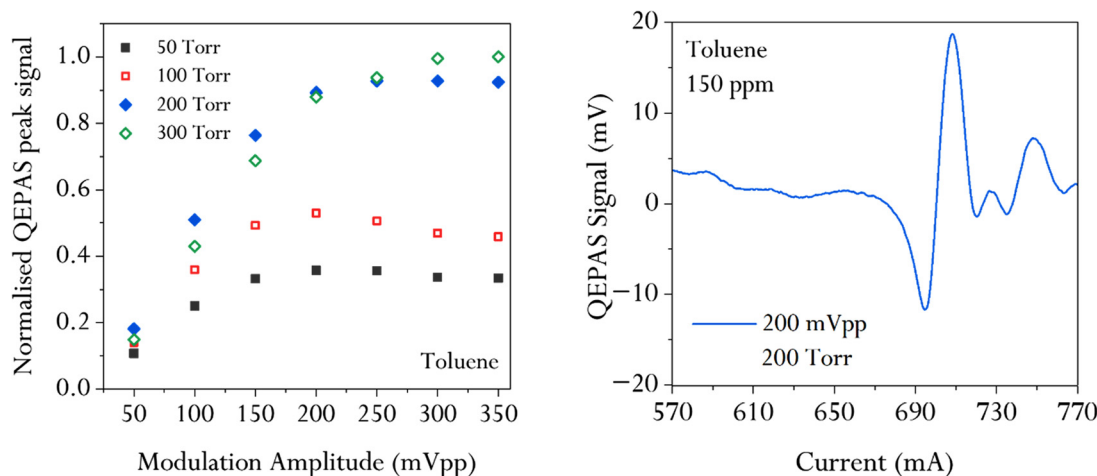 Normalised QEPAS peak signal
1.0
0.8
0.6
0.4
0.2
0.0
50 Torr
100 Torr
200 Torr
300 Torr
Toluene
50 100 150 200 250 300 350
Modulation Amplitude (mVpp)
QEPAS Signal (mV)
20
10
0
−10
−20
Toluene
150 ppm
200 mVpp
200 Torr
570 610 650 690 730 770
Current (mA)